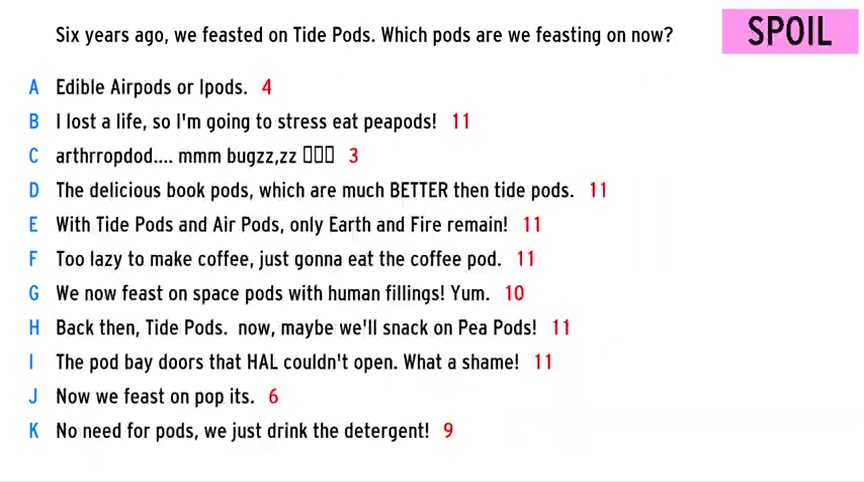 Six years ago, we feasted on Tide Pods. Which pods are we feasting on now?
SPOIL
A Edible Airpods or Ipods. 4
B I lost a life, so I'm going to stress eat peapods! 11
C arthrropdod.... mmm bugzz,zz ▯▯▯ 3
D The delicious book pods, which are much BETTER then tide pods. 11
E With Tide Pods and Air Pods, only Earth and Fire remain! 11
F Too lazy to make coffee, just gonna eat the coffee pod. 11
G We now feast on space pods with human fillings! Yum. 10
H Back then, Tide Pods.  now, maybe we'll snack on Pea Pods! 11
I The pod bay doors that HAL couldn't open. What a shame! 11
J Now we feast on pop its. 6
K No need for pods, we just drink the detergent! 9